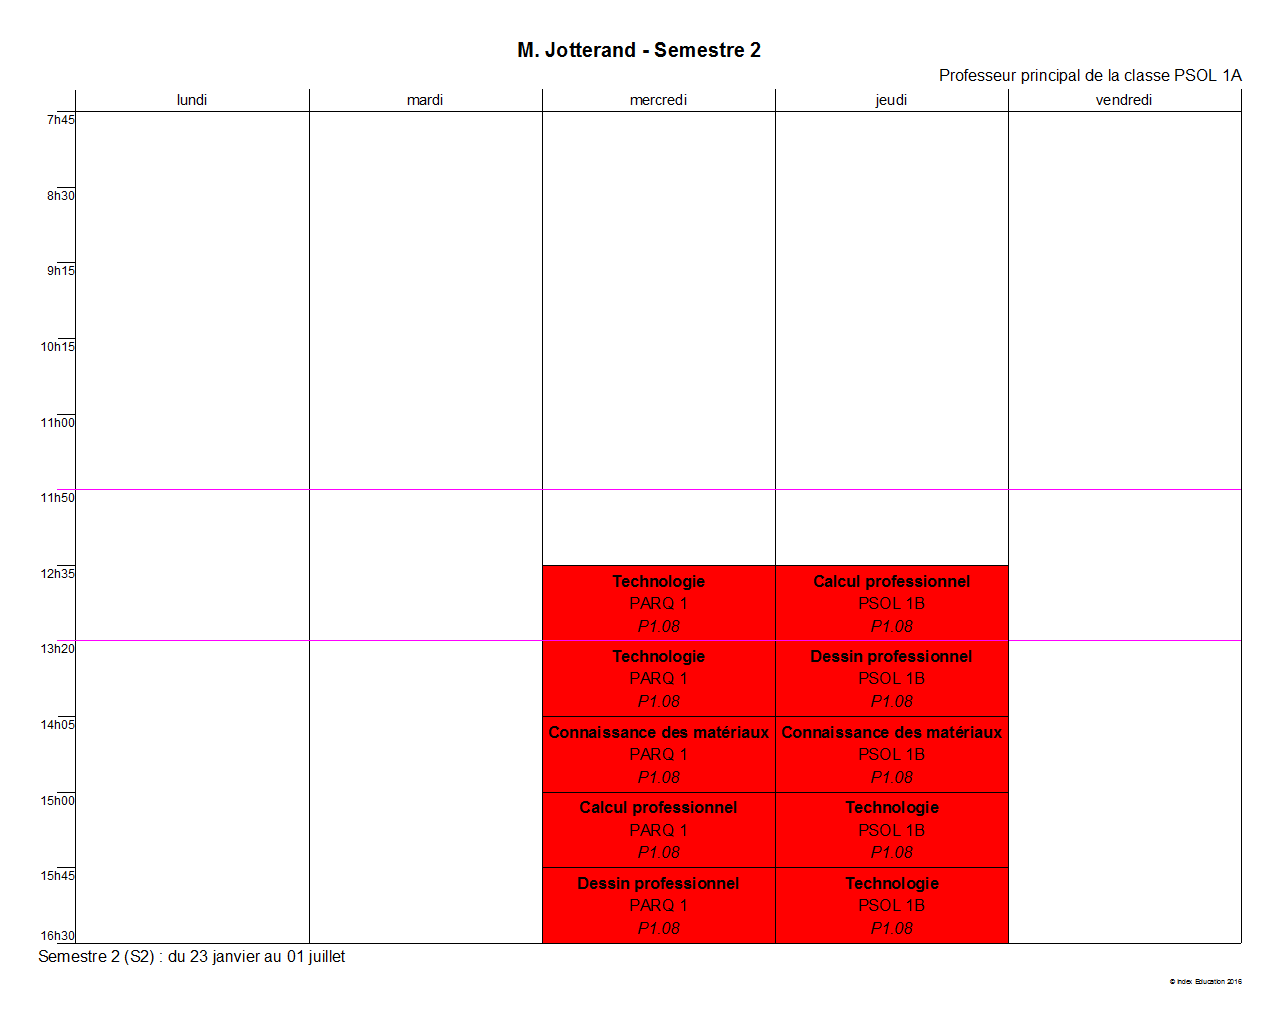 M. Jotterand - Semestre 2
Professeur principal de la classe PSOL 1A
lundi mardi mercredi jeudi vendredi
7h45
8h30
9h15
10h15
11h00
11h50
12h35
Technologie Calcul professionnel
PARQ 1 PSOL 1B
P1.08 P1.08
13h20
Technologie Dessin professionnel
PARQ 1 PSOL 1B
P1.08 P1.08
14h05
Connaissance des matériaux Connaissance des matériaux
PARQ 1 PSOL 1B
P1.08 P1.08
15h00
Calcul professionnel Technologie
PARQ 1 PSOL 1B
P1.08 P1.08
15h45
Dessin professionnel Technologie
PARQ 1 PSOL 1B
P1.08 P1.08
16h30
Semestre 2 (S2) : du 23 janvier au 01 juillet
© Index Education 2016